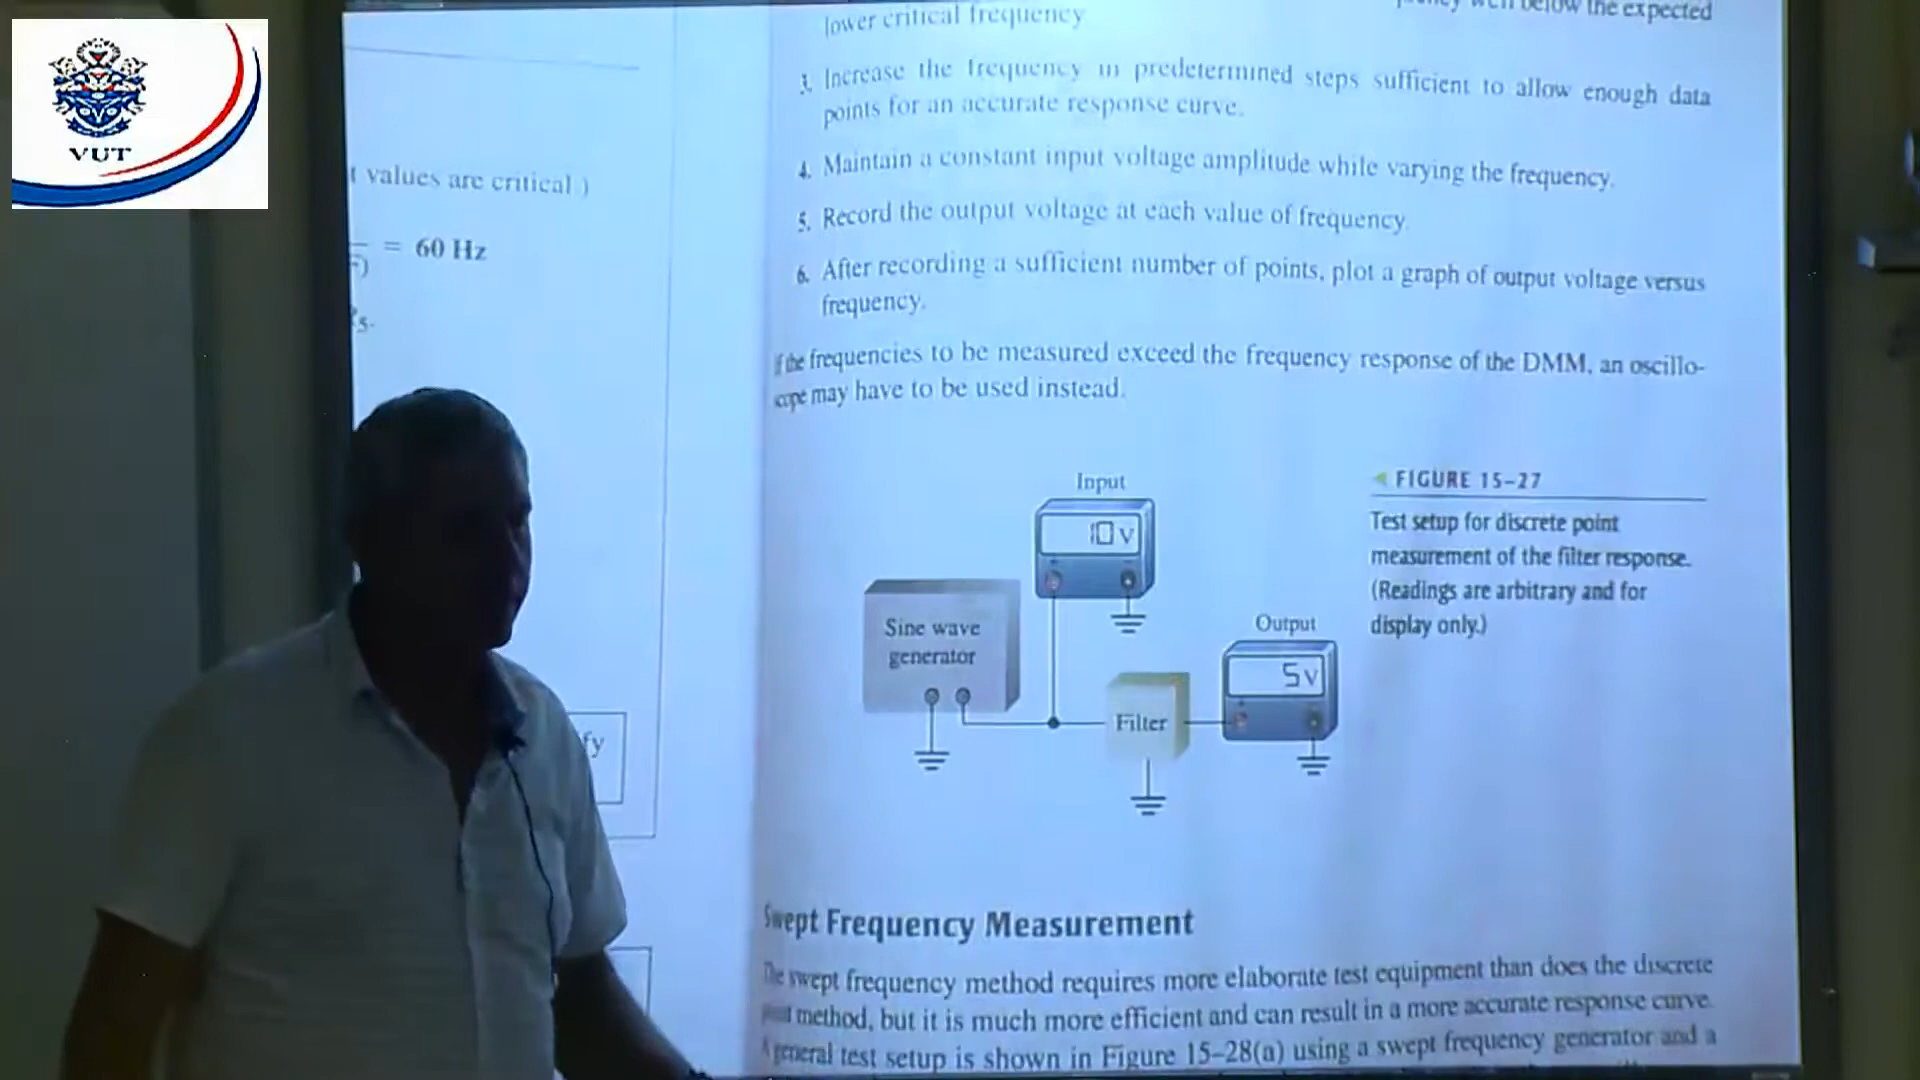 VUT
t values are critical.)
= 60 Hz
fy
well below the expected
lower critical frequency
3. Increase the frequency in predetermined steps sufficient to allow enough data
points for an accurate response curve.
4. Maintain a constant input voltage amplitude while varying the frequency.
5. Record the output voltage at each value of frequency.
6. After recording a sufficient number of points, plot a graph of output voltage versus
frequency.
If the frequencies to be measured exceed the frequency response of the DMM, an oscillo-
scope may have to be used instead.
Input
10 V
Sine wave
generator
Filter
Output
5 V
FIGURE 15–27
Test setup for discrete point
measurement of the filter response.
(Readings are arbitrary and for
display only.)
Swept Frequency Measurement
The swept frequency method requires more elaborate test equipment than does the discrete
point method, but it is much more efficient and can result in a more accurate response curve.
A general test setup is shown in Figure 15–28(a) using a swept frequency generator and a